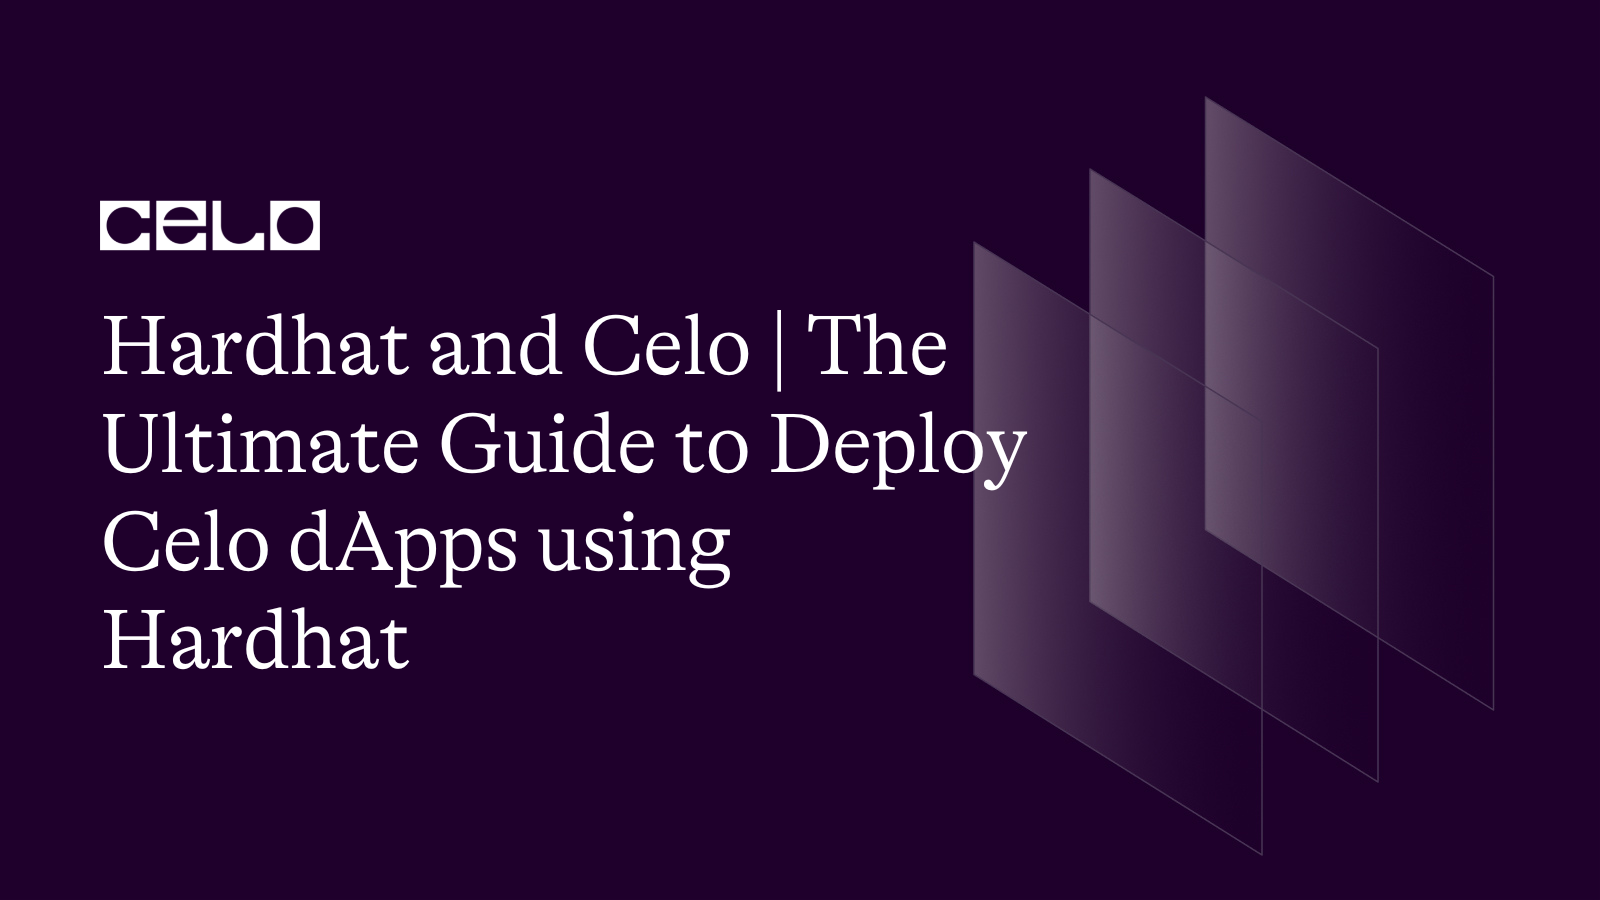 CELO
Hardhat and Celo | The
Ultimate Guide to Deploy
Celo dApps using
Hardhat